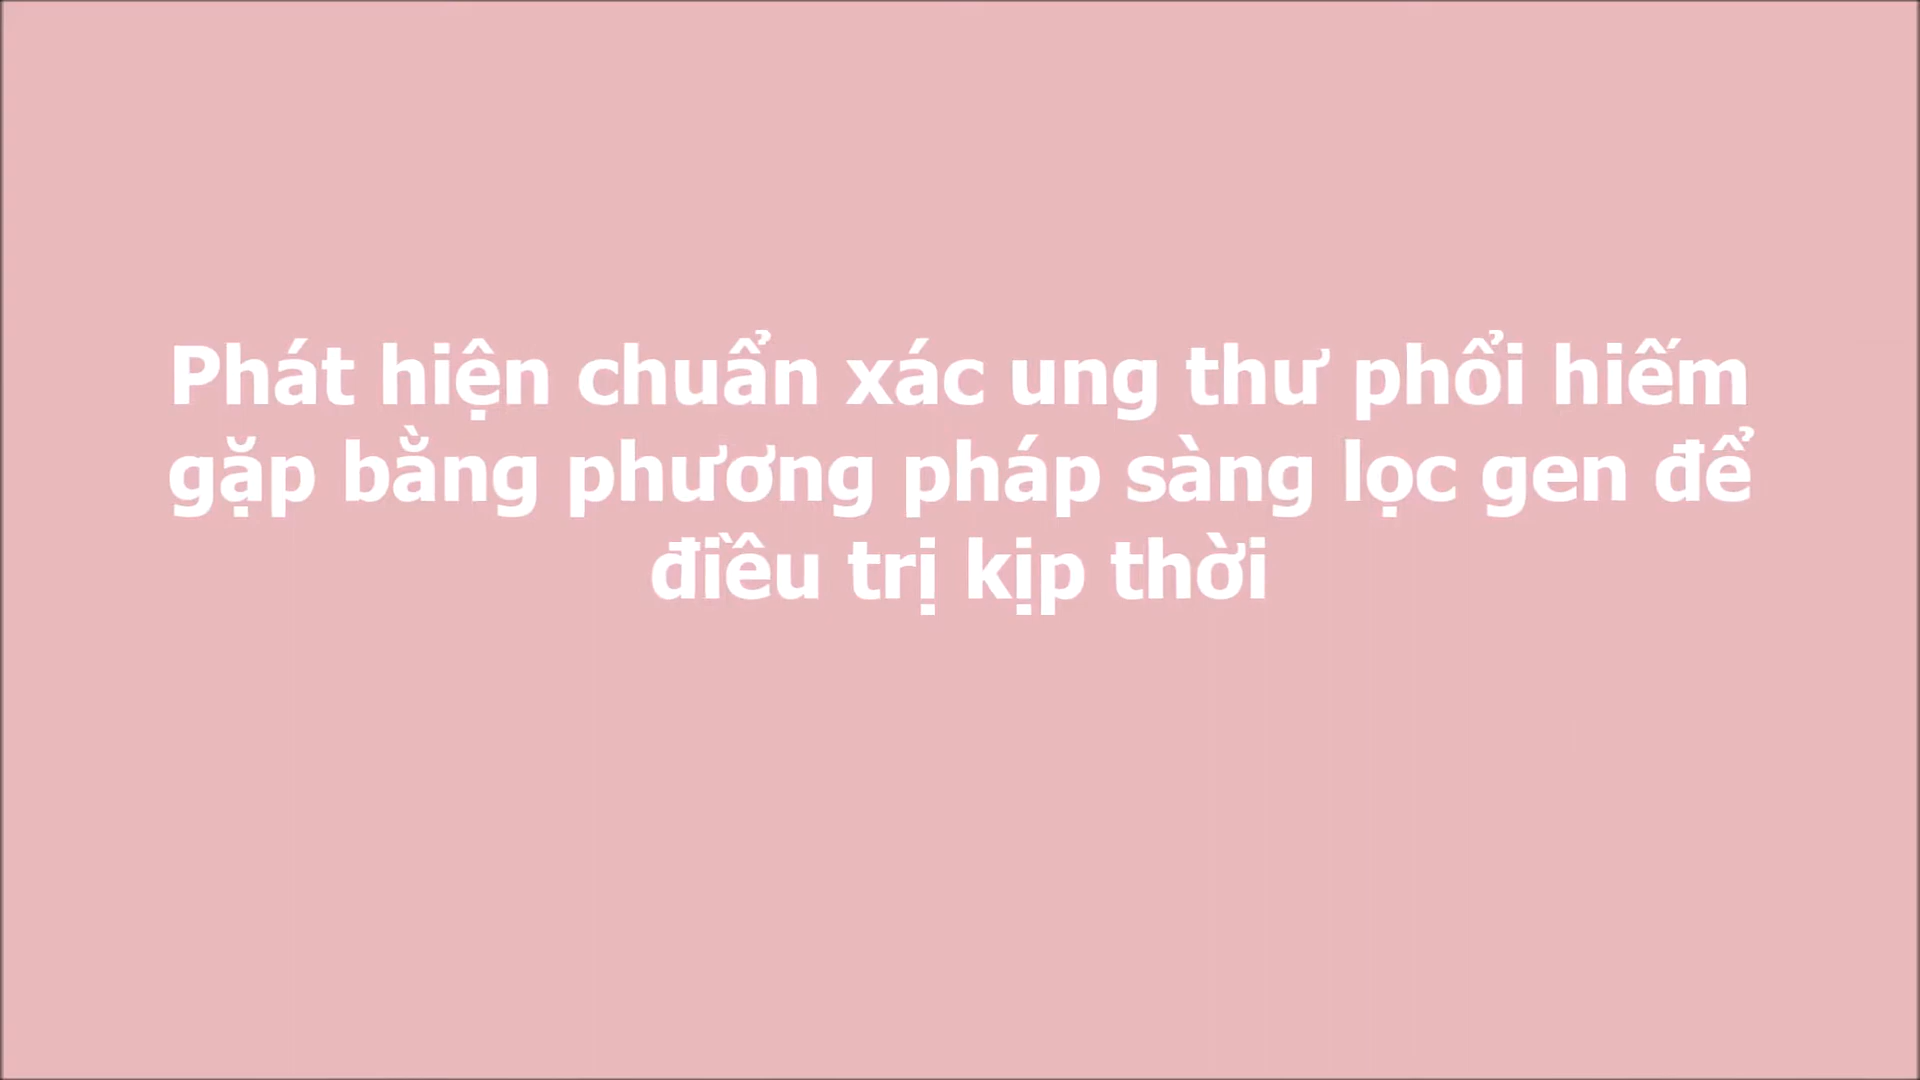 Phát hiện chuẩn xác ung thư phổi hiếm
gặp bằng phương pháp sàng lọc gen để
điều trị kịp thời